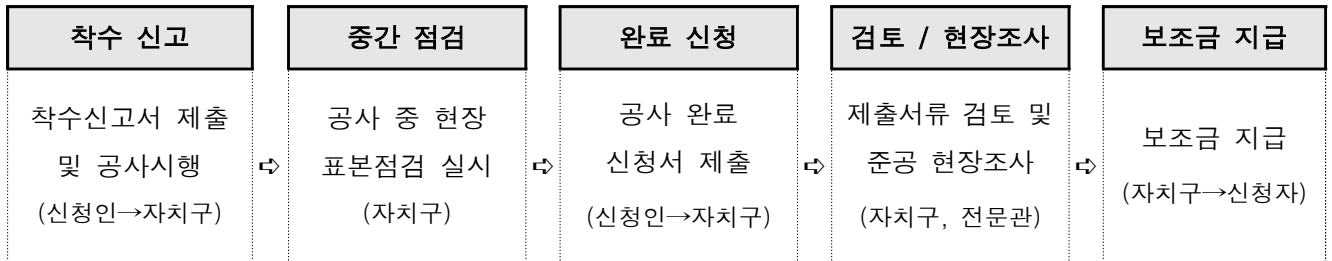 착수 신고
착수신고서 제출
및 공사시행
(신청인→자치구)
➪
중간 점검
공사 중 현장
표본점검 실시
(자치구)
➪
완료 신청
공사 완료
신청서 제출
(신청인→자치구)
➪
검토 / 현장조사
제출서류 검토 및
준공 현장조사
(자치구, 전문관)
➪
보조금 지급
보조금 지급
(자치구→신청자)